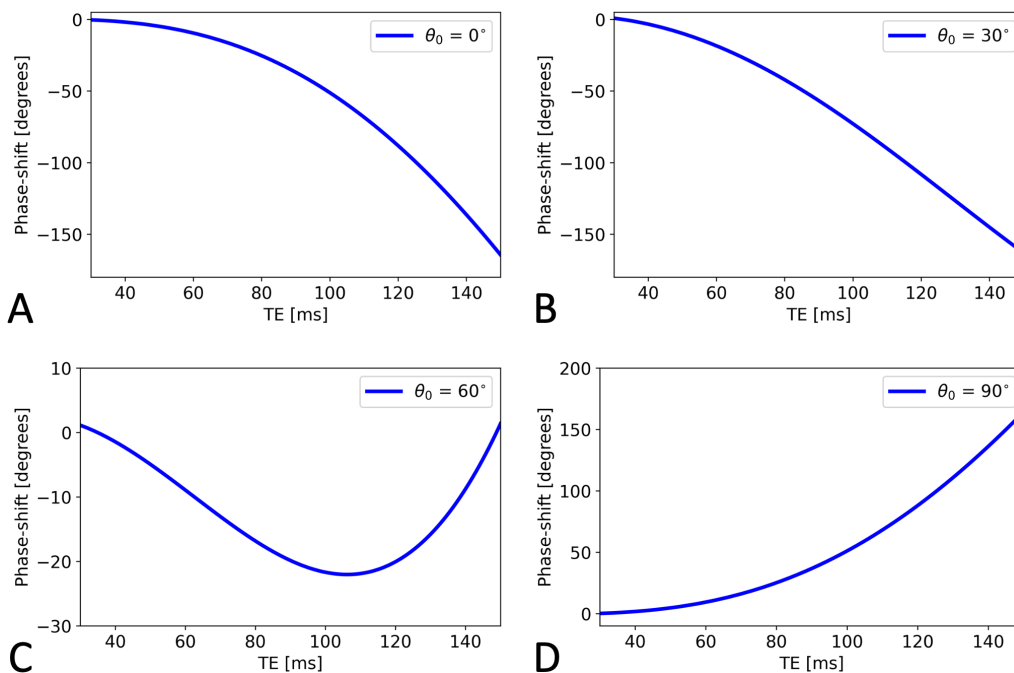 0
−50
−100
−150
Phase-shift [degrees]
θ₀ = 0°
40 60 80 100 120 140
TE [ms]
A
0
−50
−100
−150
Phase-shift [degrees]
θ₀ = 30°
40 60 80 100 120 140
TE [ms]
B
10
0
−10
−20
−30
Phase-shift [degrees]
θ₀ = 60°
40 60 80 100 120 140
TE [ms]
C
200
150
100
50
0
Phase-shift [degrees]
θ₀ = 90°
40 60 80 100 120 140
TE [ms]
D